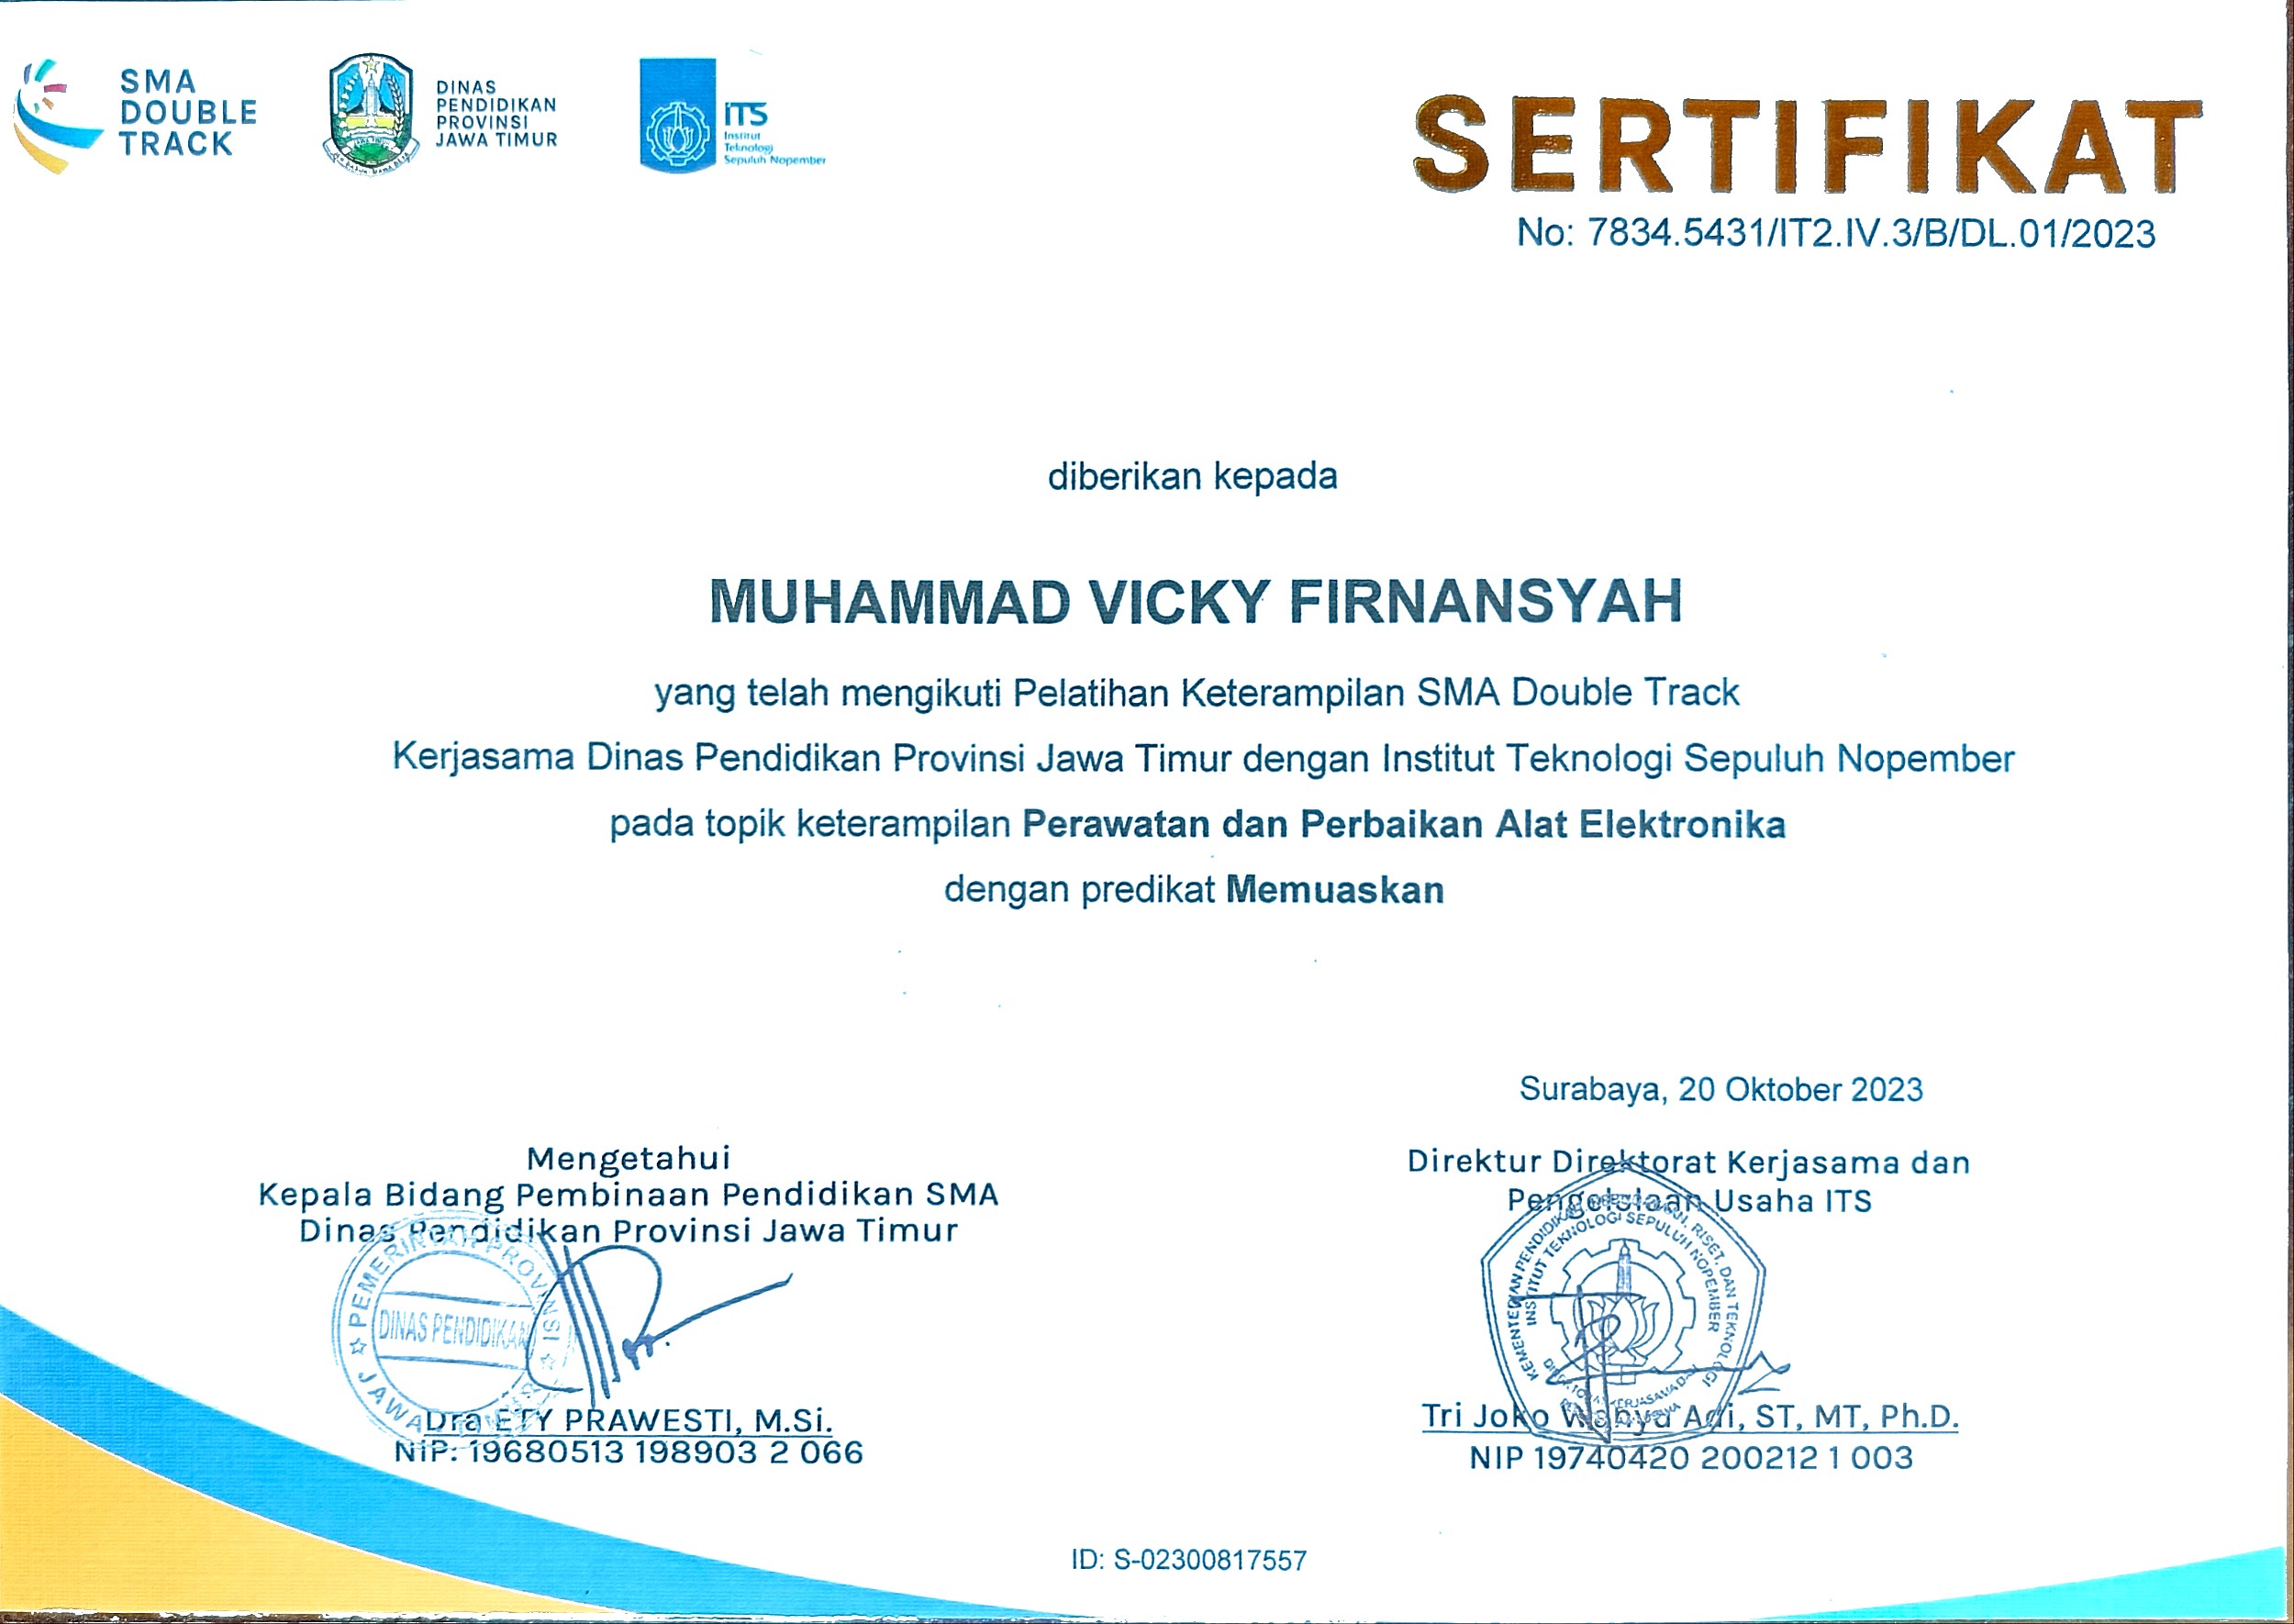 SMA
DOUBLE
TRACK
DINAS
PENDIDIKAN
PROVINSI
JAWA TIMUR
ITS
Institut
Teknologi
Sepuluh Nopember
SERTIFIKAT
No: 7834.5431/IT2.IV.3/B/DL.01/2023
diberikan kepada
MUHAMMAD VICKY FIRNANSYAH
yang telah mengikuti Pelatihan Keterampilan SMA Double Track
Kerjasama Dinas Pendidikan Provinsi Jawa Timur dengan Institut Teknologi Sepuluh Nopember
pada topik keterampilan Perawatan dan Perbaikan Alat Elektronika
dengan predikat Memuaskan
Surabaya, 20 Oktober 2023
Mengetahui
Kepala Bidang Pembinaan Pendidikan SMA
Dinas Pendidikan Provinsi Jawa Timur
PEMERINTAH PROVINSI
DINAS PENDIDIKAN
JAWA TIMUR
Dra ETY PRAWESTI, M.Si.
NIP: 19680513 198903 2 066
Direktur Direktorat Kerjasama dan
Pengelolaan Usaha ITS
KEMENTERIAN PENDIDIKAN, KEBUDAYAAN, RISET, DAN TEKNOLOGI
INSTITUT TEKNOLOGI SEPULUH NOPEMBER
Tri Joko Wahyu Adi, ST, MT, Ph.D.
NIP 19740420 200212 1 003
ID: S-02300817557